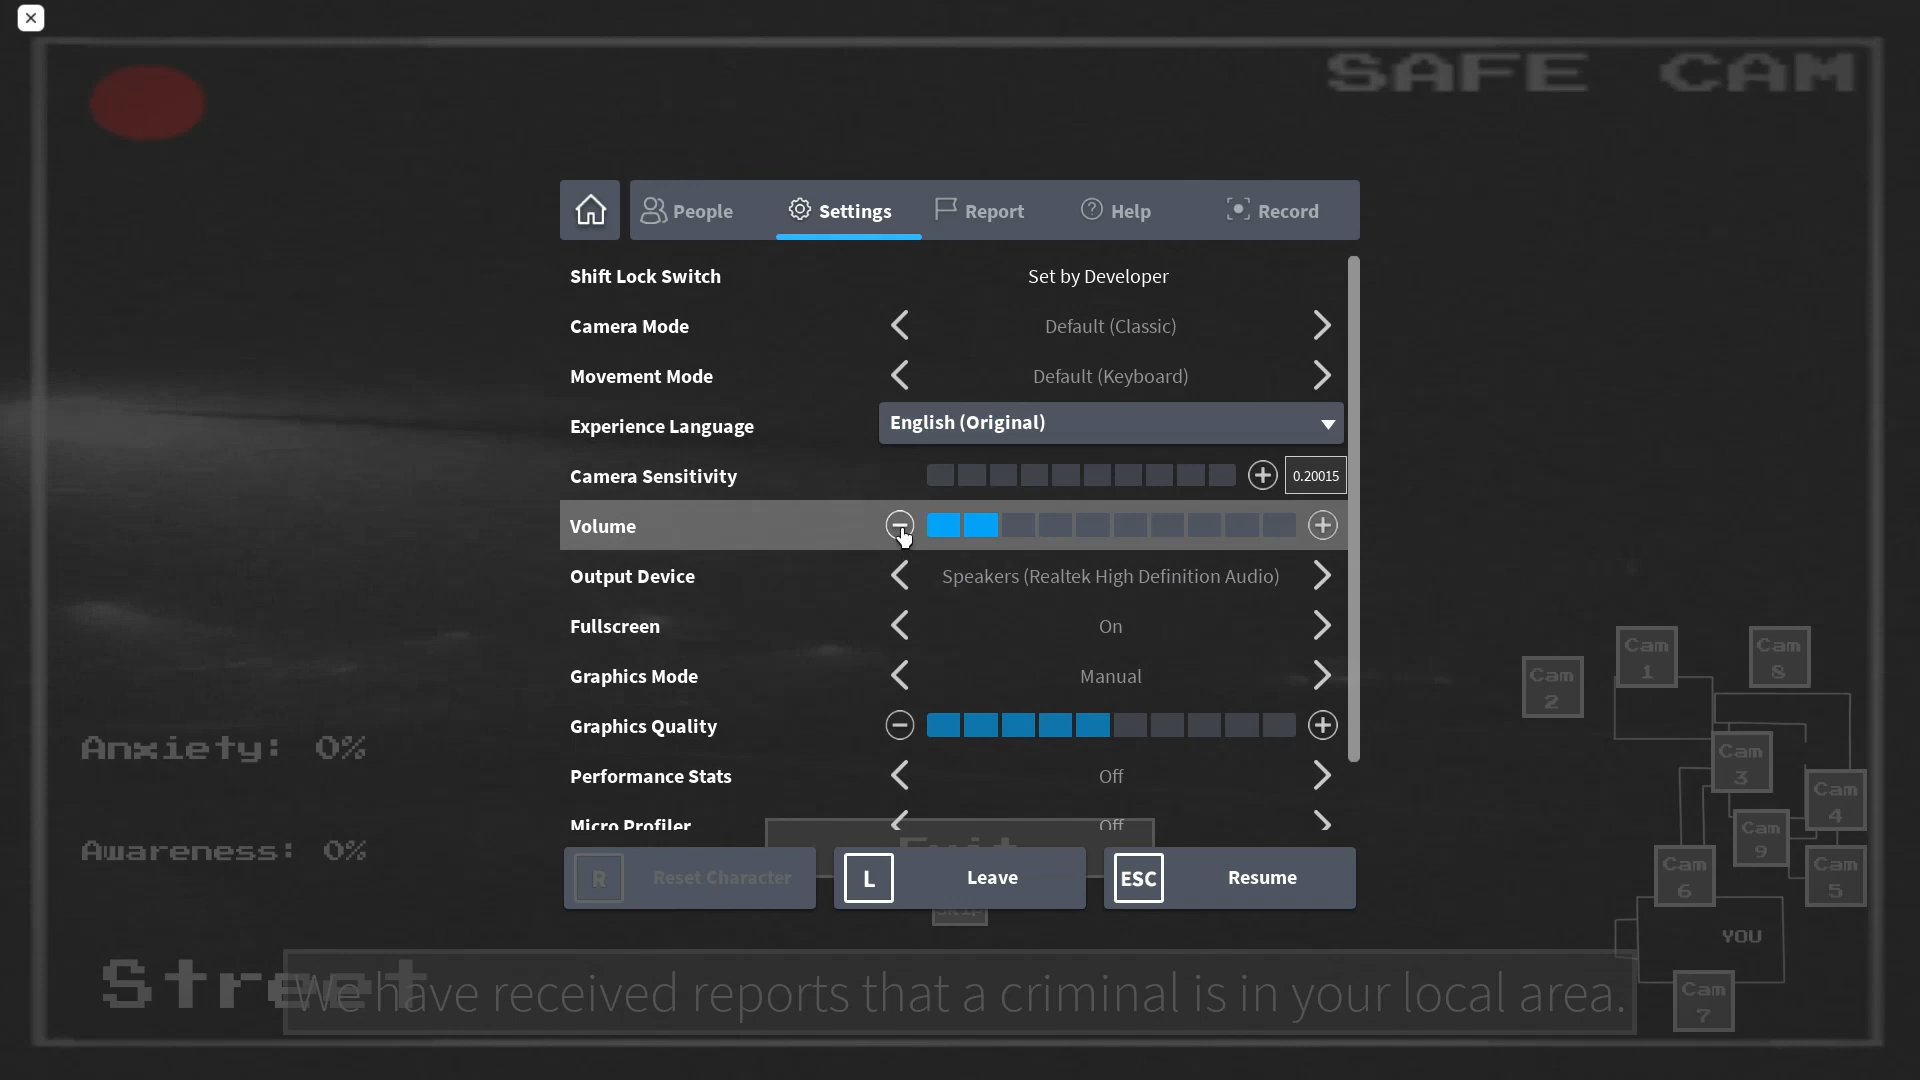 SAFE CAM
People Settings Report Help Record
Shift Lock Switch Set by Developer
Camera Mode Default (Classic)
Movement Mode Default (Keyboard)
Experience Language English (Original)
Camera Sensitivity 0.20015
Volume
Output Device Speakers (Realtek High Definition Audio)
Fullscreen On
Graphics Mode Manual
Graphics Quality
Performance Stats Off
Micro Profiler Off
R Reset Character L Leave ESC Resume
Cam 1
Cam 8
Cam 2
Cam 3
Cam 4
Cam 9
Cam 6
Cam 5
YOU
Cam 7
Anxiety: 0%
Awareness: 0%
Street
We have received reports that a criminal is in your local area.